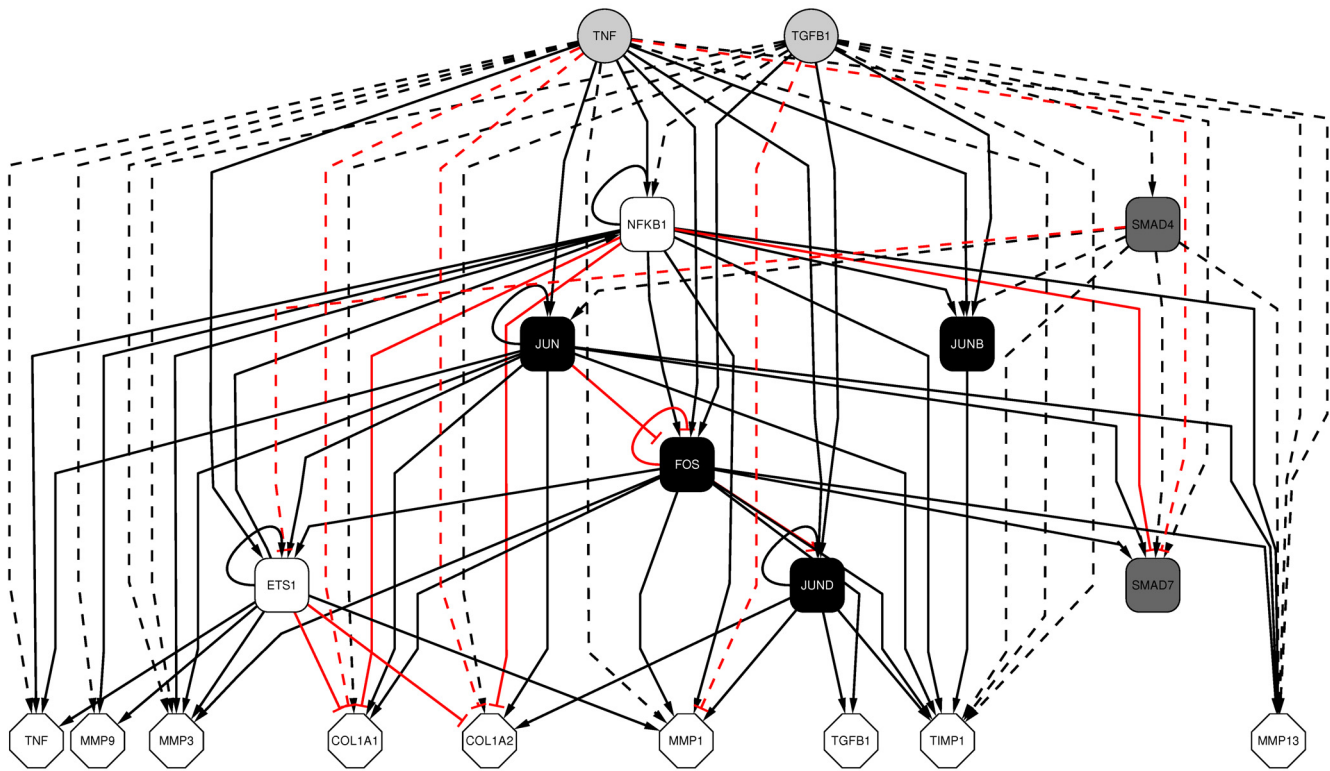 TNF TGFB1
NFKB1 SMAD4
JUN JUNB
FOS
ETS1 JUND SMAD7
TNF MMP9 MMP3 COL1A1 COL1A2 MMP1 TGFB1 TIMP1 MMP13